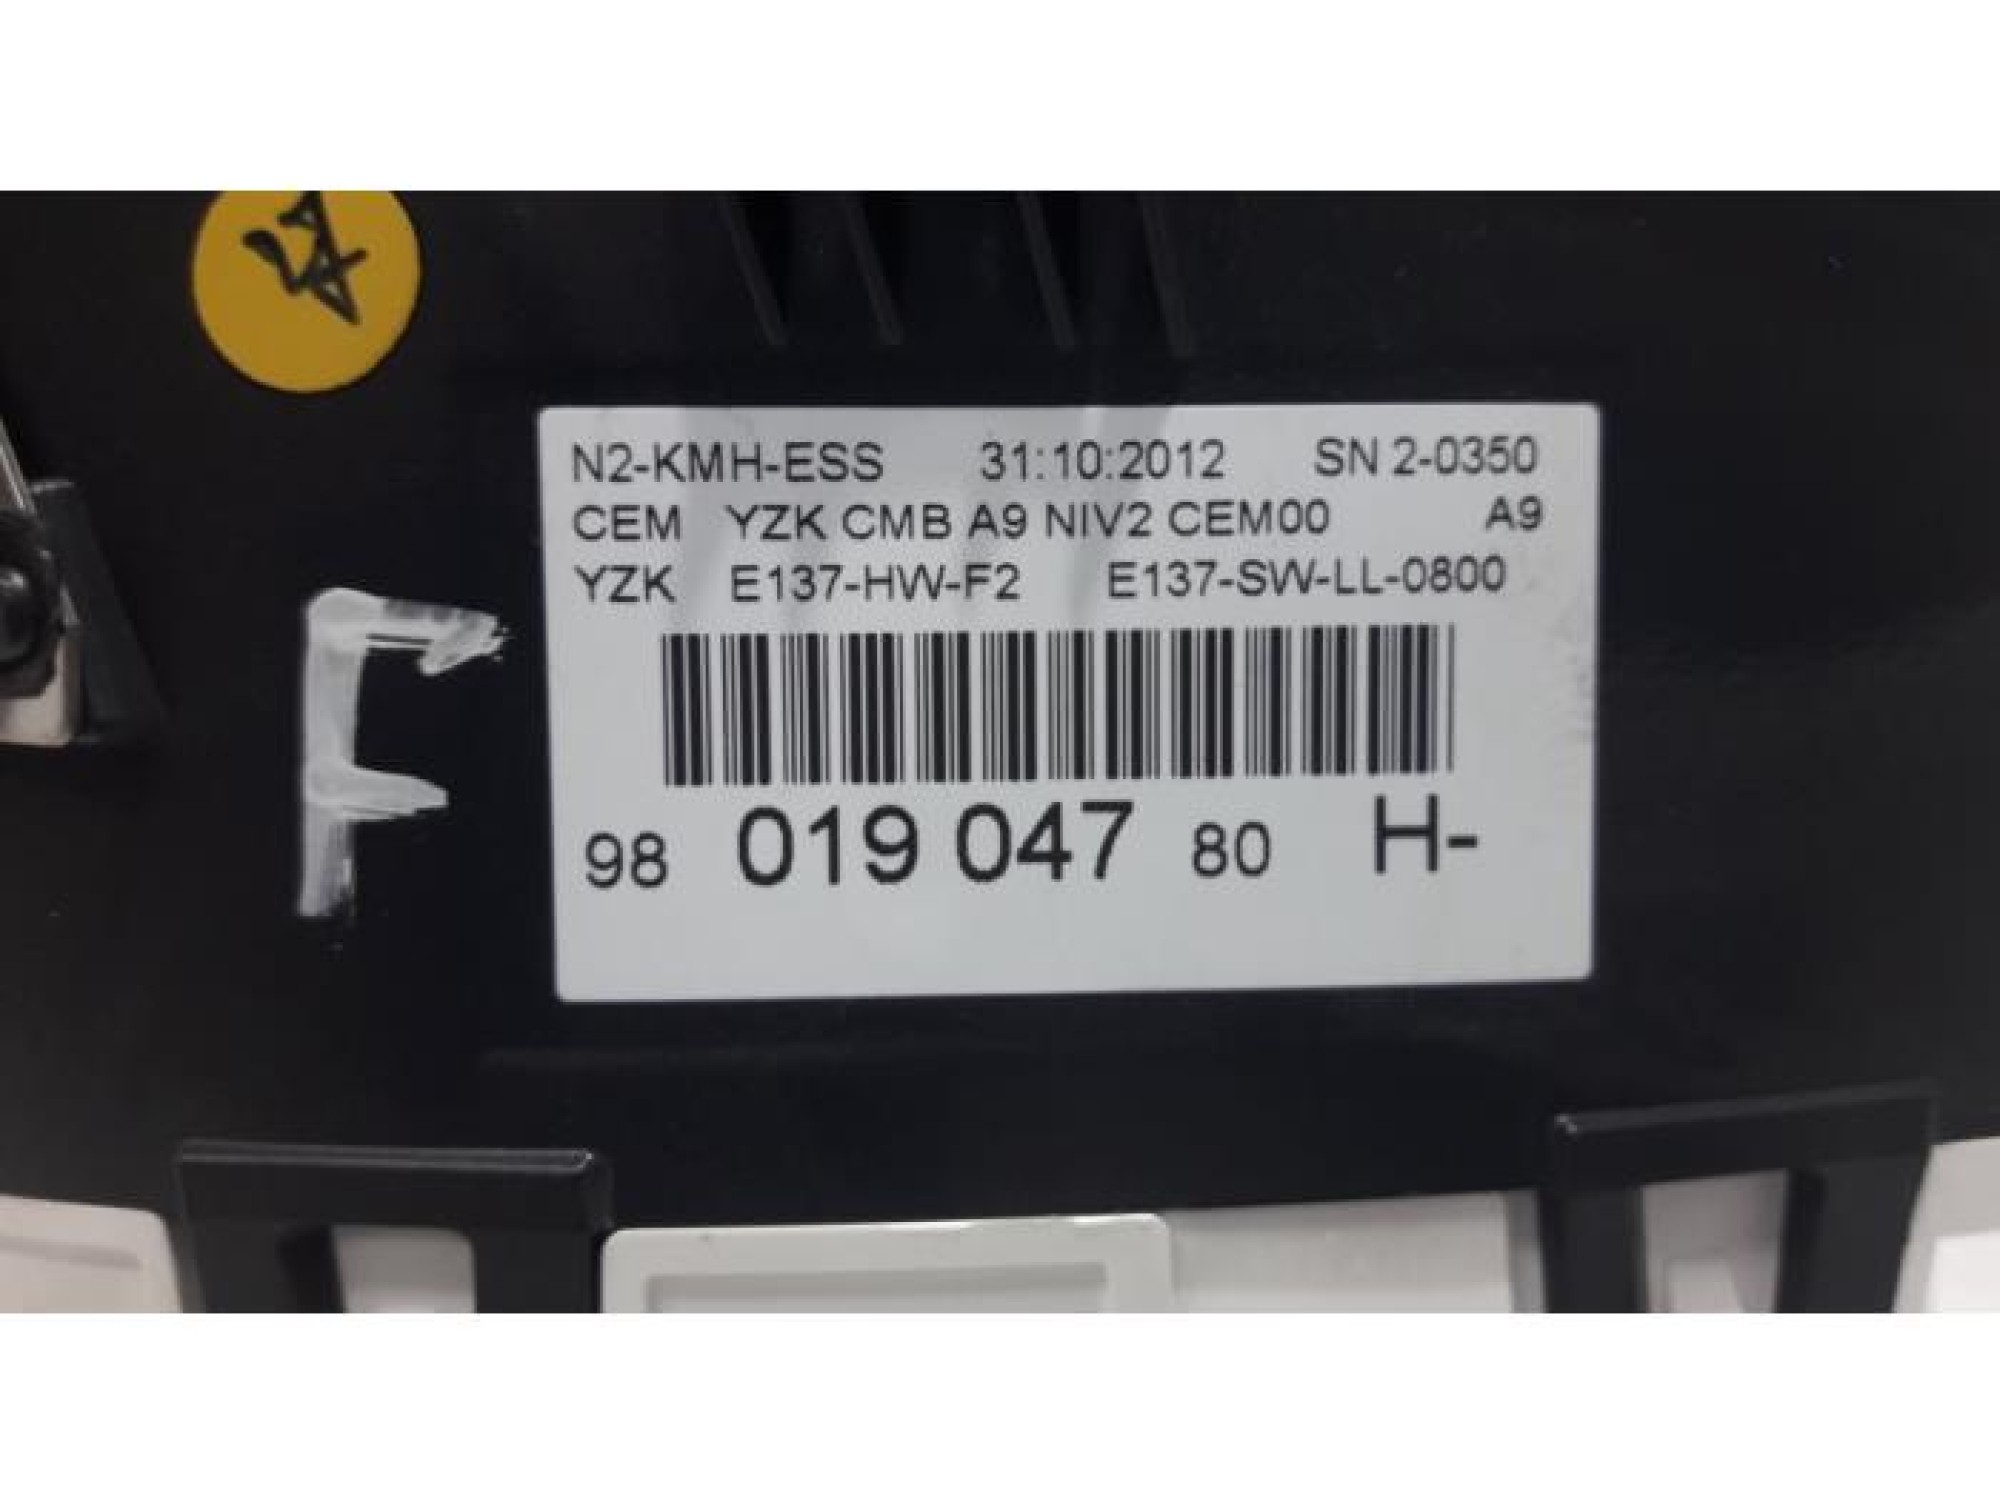 N2-KMH-ESS 31:10:2012 SN 2-0350
CEM YZK CMB A9 NIV2 CEM00 A9
YZK E137-HW-F2 E137-SW-LL-0800
F
98 019 047 80 H-